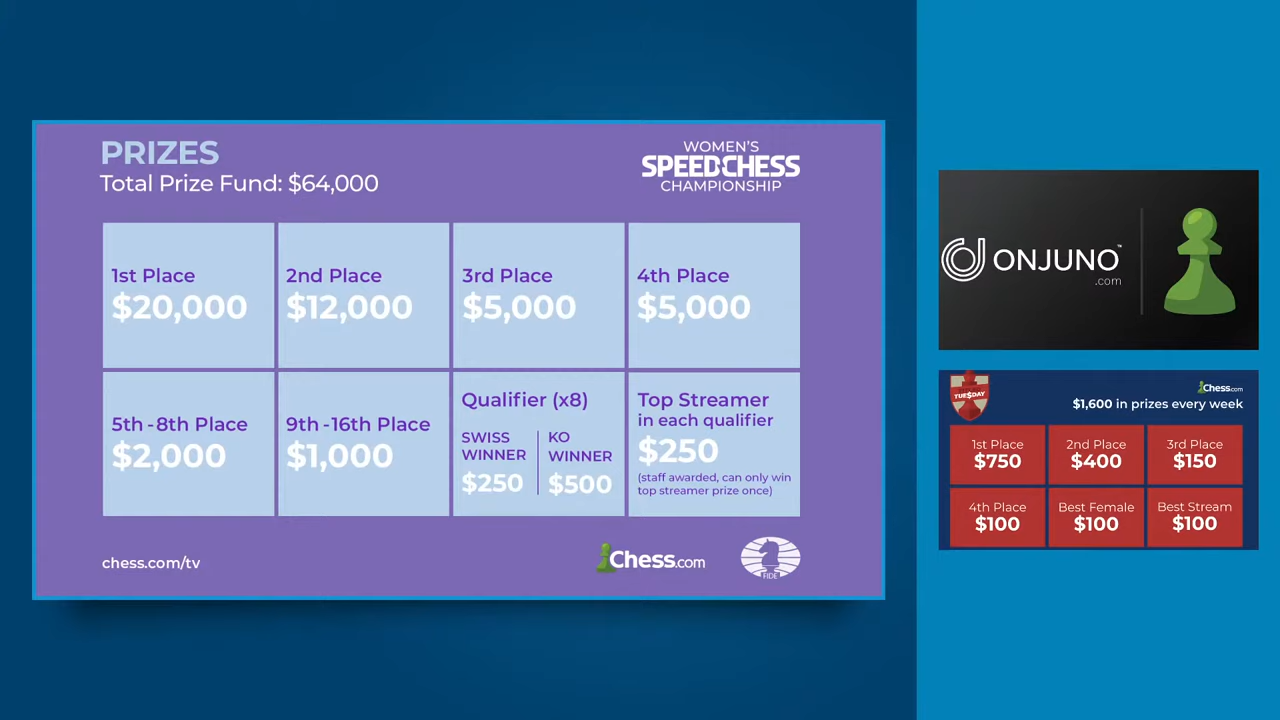 PRIZES
Total Prize Fund: $64,000
WOMEN'S
SPEEDCHESS
CHAMPIONSHIP
1st Place
$20,000
2nd Place
$12,000
3rd Place
$5,000
4th Place
$5,000
5th-8th Place
$2,000
9th-16th Place
$1,000
Qualifier (x8)
SWISS
WINNER
$250
KO
WINNER
$500
Top Streamer
in each qualifier
$250
(staff awarded, can only win
top streamer prize once)
chess.com/tv
Chess.com
FIDE
ONJUNO™
.com
TUESDAY
Chess.com
$1,600 in prizes every week
1st Place
$750
2nd Place
$400
3rd Place
$150
4th Place
$100
Best Female
$100
Best Stream
$100